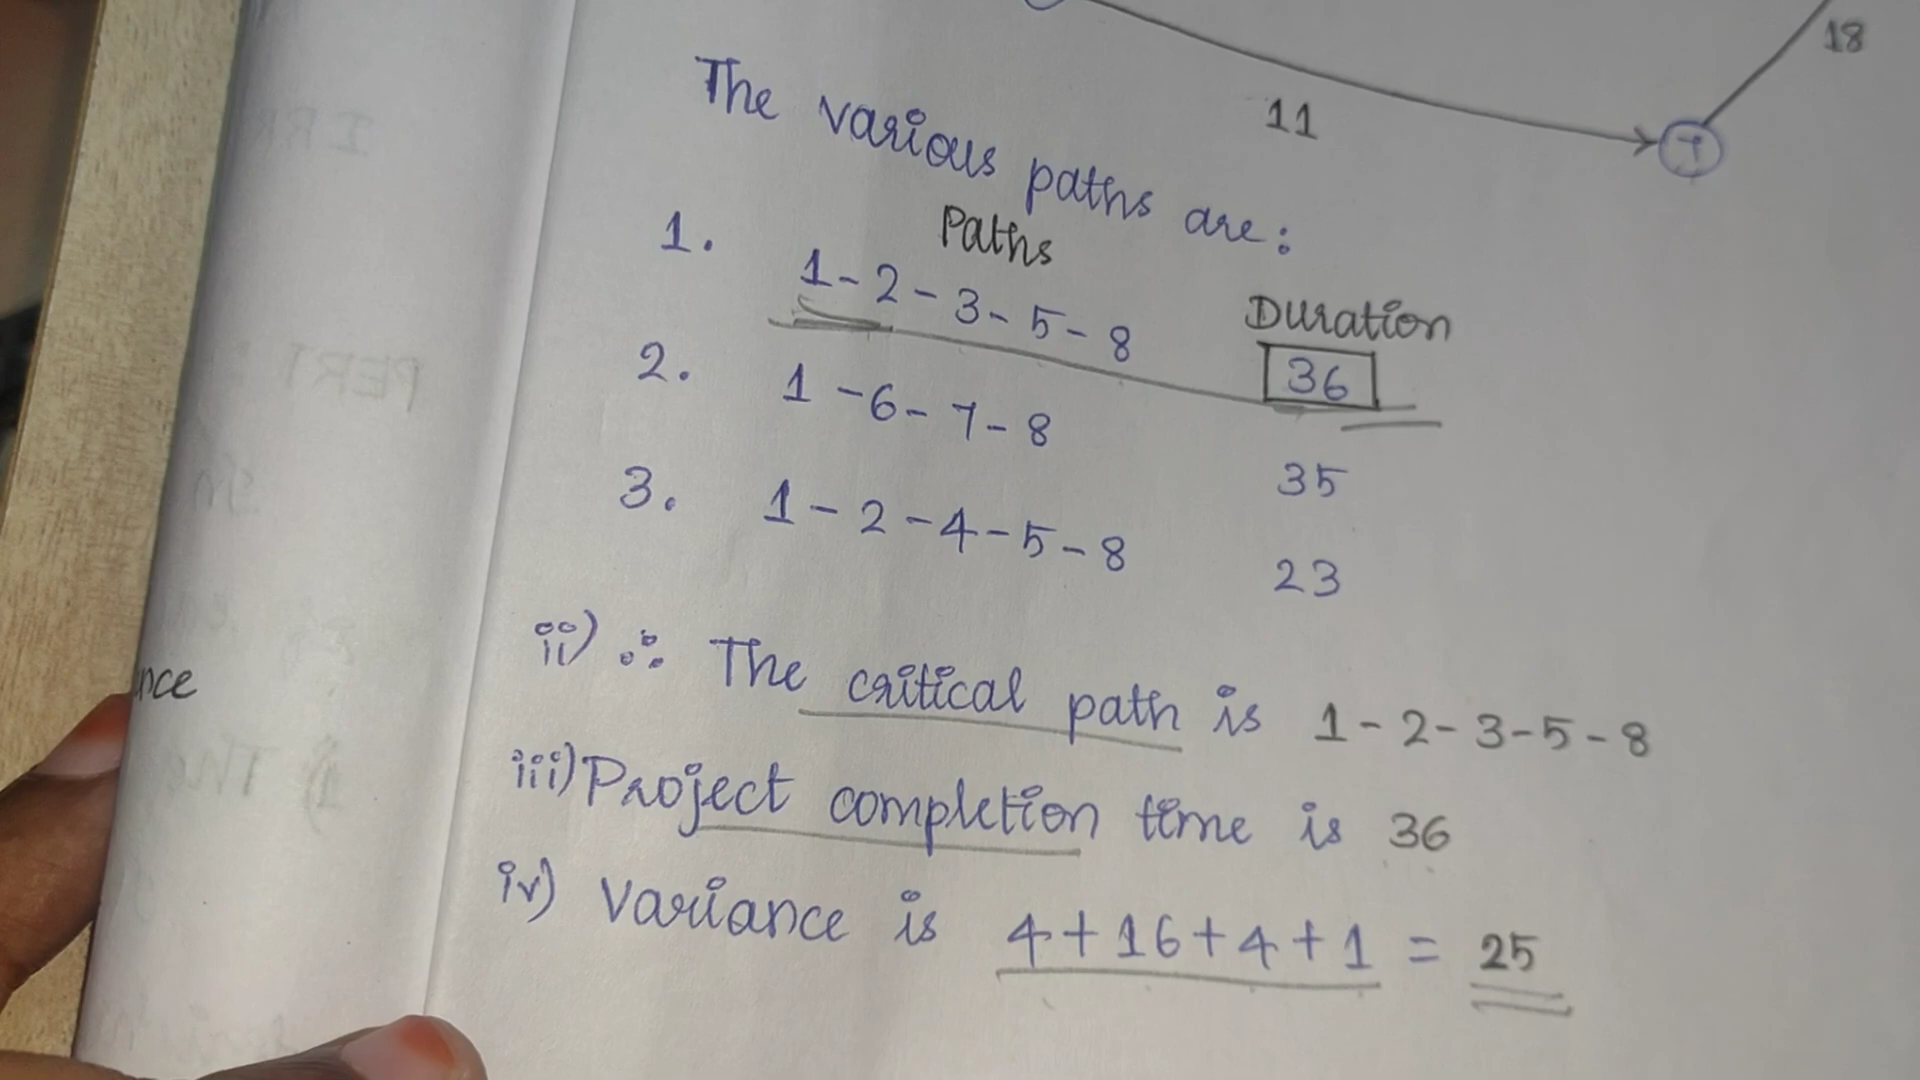 18
11
7
The various paths are:
Paths
Duration
1. 1-2-3-5-8 36
2. 1-6-7-8 35
3. 1-2-4-5-8 23
ii) ∴ The critical path is 1-2-3-5-8
nce
iii) Project completion time is 36
iv) Variance is 4+16+4+1 = 25